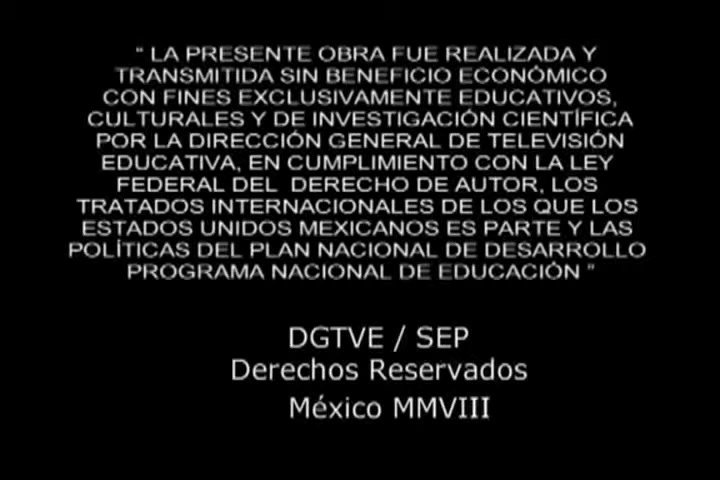 " LA PRESENTE OBRA FUE REALIZADA Y
TRANSMITIDA SIN BENEFICIO ECONÓMICO
CON FINES EXCLUSIVAMENTE EDUCATIVOS,
CULTURALES Y DE INVESTIGACIÓN CIENTÍFICA
POR LA DIRECCIÓN GENERAL DE TELEVISIÓN
EDUCATIVA, EN CUMPLIMIENTO CON LA LEY
FEDERAL DEL DERECHO DE AUTOR, LOS
TRATADOS INTERNACIONALES DE LOS QUE LOS
ESTADOS UNIDOS MEXICANOS ES PARTE Y LAS
POLÍTICAS DEL PLAN NACIONAL DE DESARROLLO
PROGRAMA NACIONAL DE EDUCACIÓN "
DGTVE / SEP
Derechos Reservados
México MMVIII